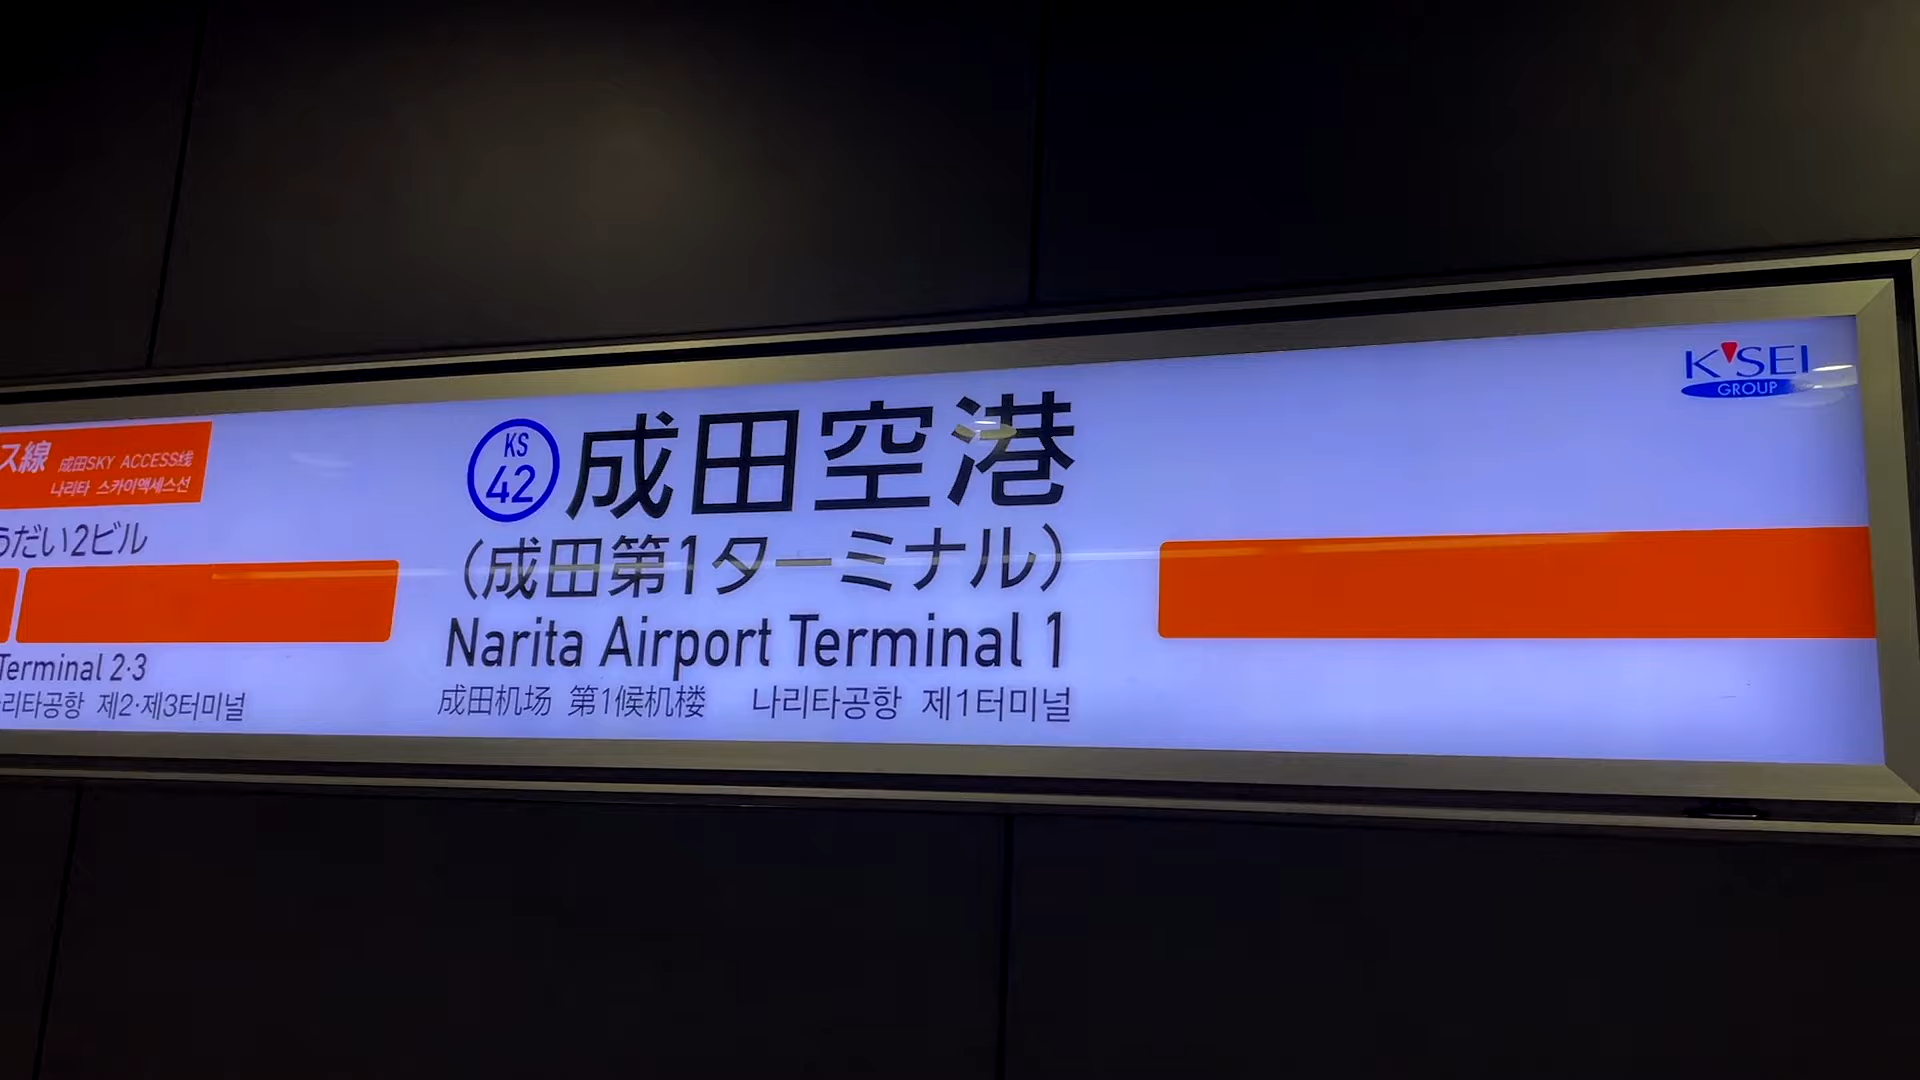 ス線 成田SKY ACCESS线
나리타 스카이액세스선
うだい2ビル
Terminal 2·3
리타공항 제2·제3터미널
KS
42
成田空港
(成田第1ターミナル)
Narita Airport Terminal 1
成田机场 第1候机楼 나리타공항 제1터미널
K'SEI
GROUP